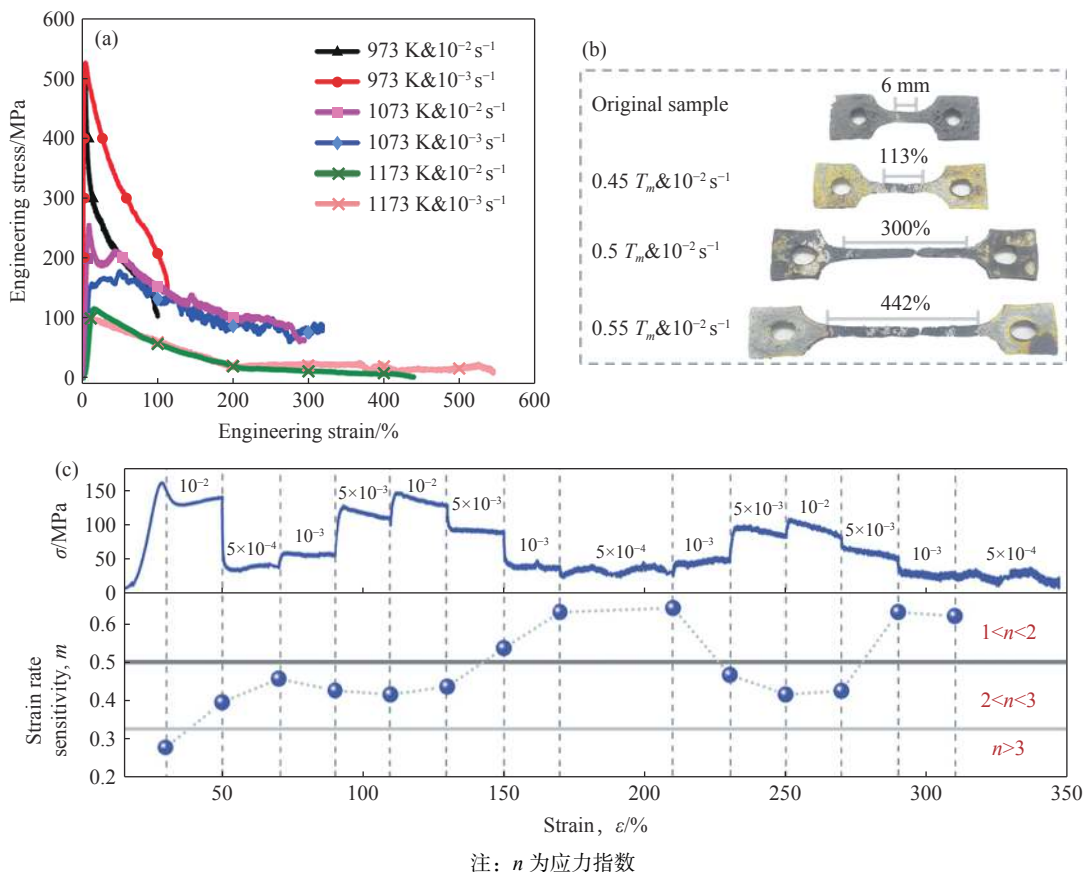 (a)
600
500
400
300
200
100
0
0 100 200 300 400 500 600
Engineering stress/MPa
Engineering strain/%
973 K&10⁻² s⁻¹
973 K&10⁻³ s⁻¹
1073 K&10⁻² s⁻¹
1073 K&10⁻³ s⁻¹
1173 K&10⁻² s⁻¹
1173 K&10⁻³ s⁻¹
(b)
Original sample
6 mm
0.45 Tₘ&10⁻² s⁻¹
113%
0.5 Tₘ&10⁻² s⁻¹
300%
0.55 Tₘ&10⁻² s⁻¹
442%
(c)
σ/MPa
150
100
50
0
10⁻²
5×10⁻⁴
10⁻³
5×10⁻³
10⁻²
5×10⁻³
10⁻³
5×10⁻⁴
10⁻³
5×10⁻³
10⁻²
5×10⁻³
10⁻³
5×10⁻⁴
Strain rate
sensitivity, m
0.6
0.5
0.4
0.3
0.2
1<n<2
2<n<3
n>3
50 100 150 200 250 300 350
Strain，ε/%
注：n 为应力指数